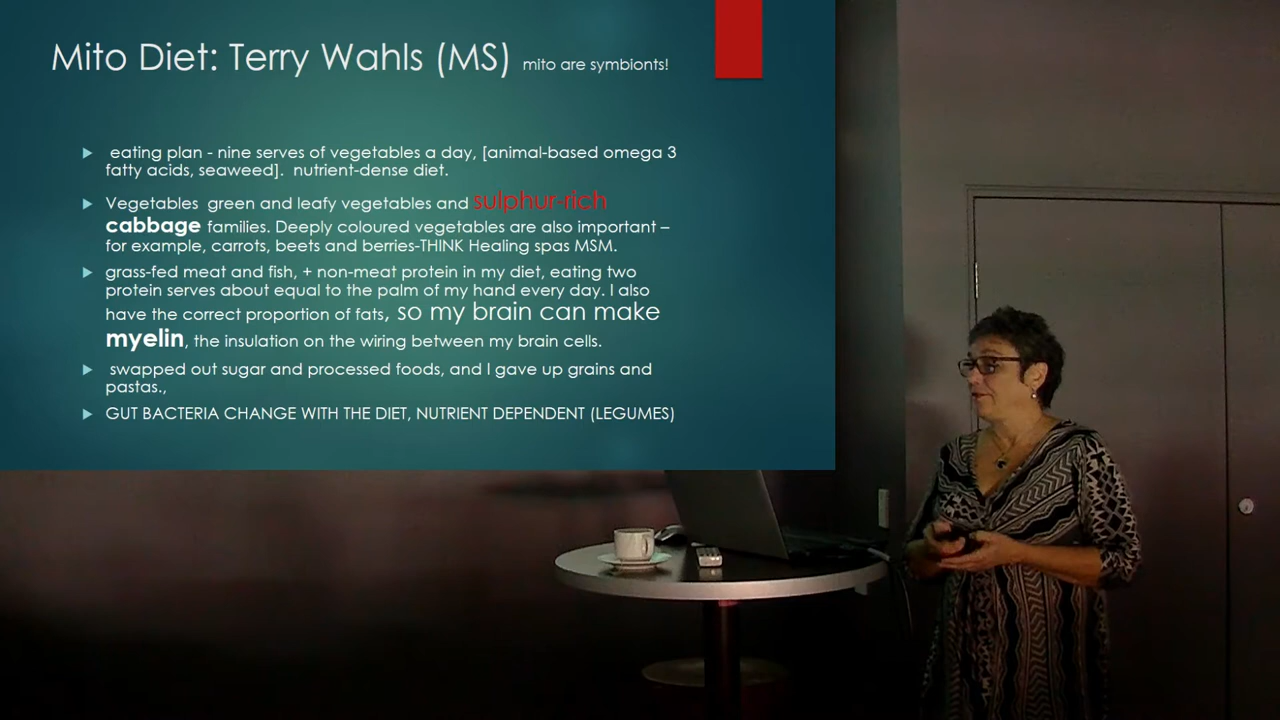 Mito Diet: Terry Wahls (MS) mito are symbionts!
eating plan - nine serves of vegetables a day, [animal-based omega 3
fatty acids, seaweed].  nutrient-dense diet.
Vegetables  green and leafy vegetables and sulphur-rich
cabbage families. Deeply coloured vegetables are also important –
for example, carrots, beets and berries-THINK Healing spas MSM.
grass-fed meat and fish, + non-meat protein in my diet, eating two
protein serves about equal to the palm of my hand every day. I also
have the correct proportion of fats, so my brain can make
myelin, the insulation on the wiring between my brain cells.
swapped out sugar and processed foods, and I gave up grains and
pastas.,
GUT BACTERIA CHANGE WITH THE DIET, NUTRIENT DEPENDENT (LEGUMES)